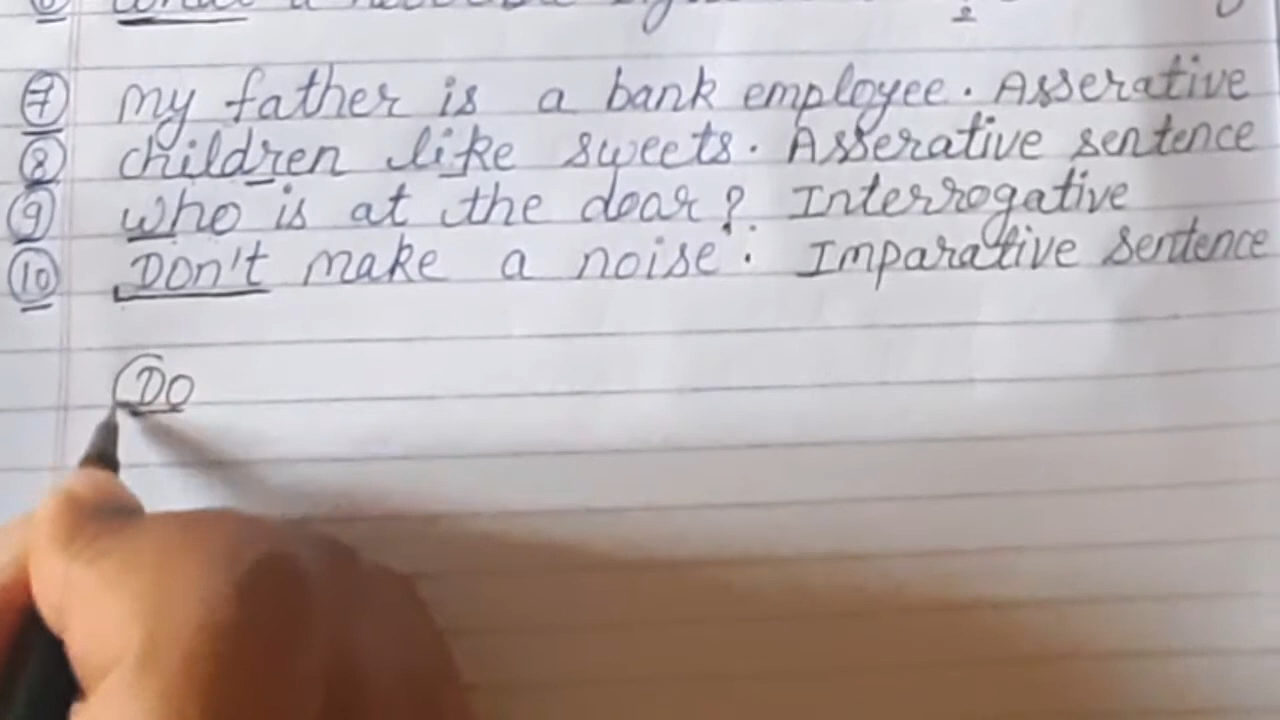 ⑦ my father is a bank employee. Asserative
⑧ children like sweets. Asserative sentence
⑨ who is at the doar? Interrogative
⑩ Don't make a noise. Imparative sentence
DO